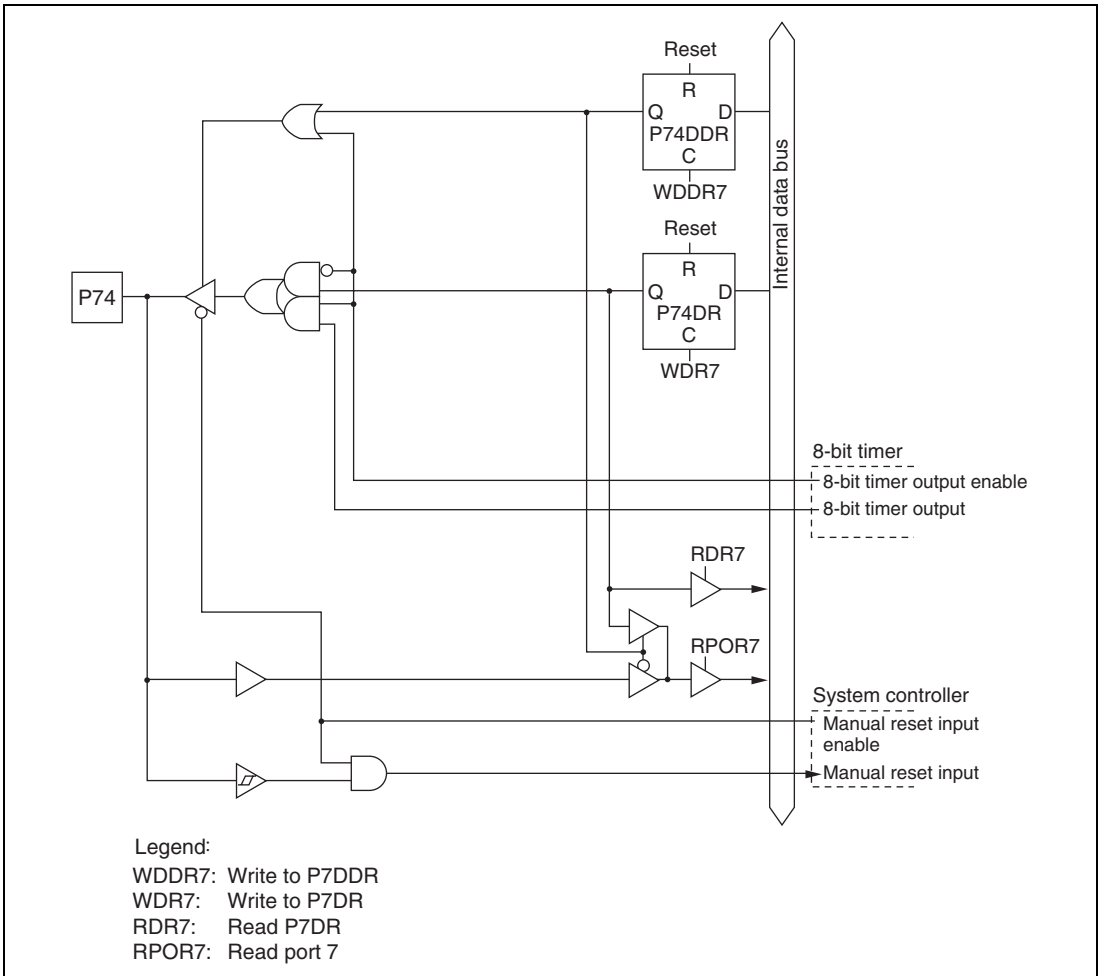 Reset
R
Q D
P74DDR
C
WDDR7
Internal data bus
Reset
R
P74
Q D
P74DR
C
WDR7
8-bit timer
8-bit timer output enable
8-bit timer output
RDR7
RPOR7
System controller
Manual reset input
enable
Manual reset input
Legend:
WDDR7: Write to P7DDR
WDR7: Write to P7DR
RDR7: Read P7DR
RPOR7: Read port 7